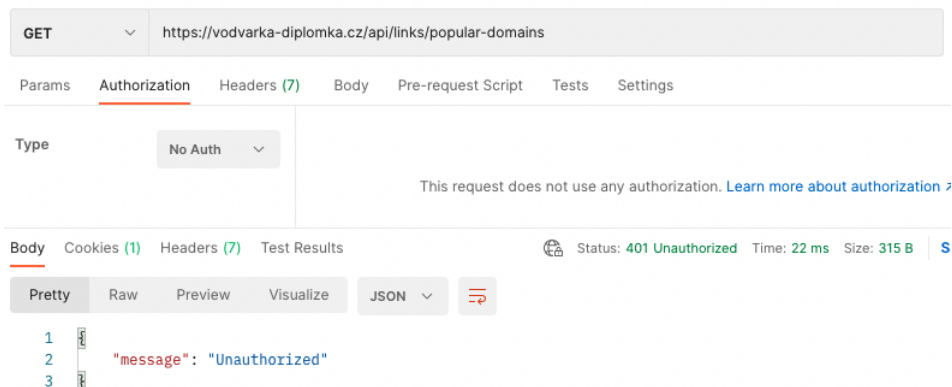 GET https://vodvarka-diplomka.cz/api/links/popular-domains
Params Authorization Headers (7) Body Pre-request Script Tests Settings
Type No Auth
This request does not use any authorization. Learn more about authorization ↗
Body Cookies (1) Headers (7) Test Results Status: 401 Unauthorized Time: 22 ms Size: 315 B S
Pretty Raw Preview Visualize JSON
1 {
2 "message": "Unauthorized"
3 }